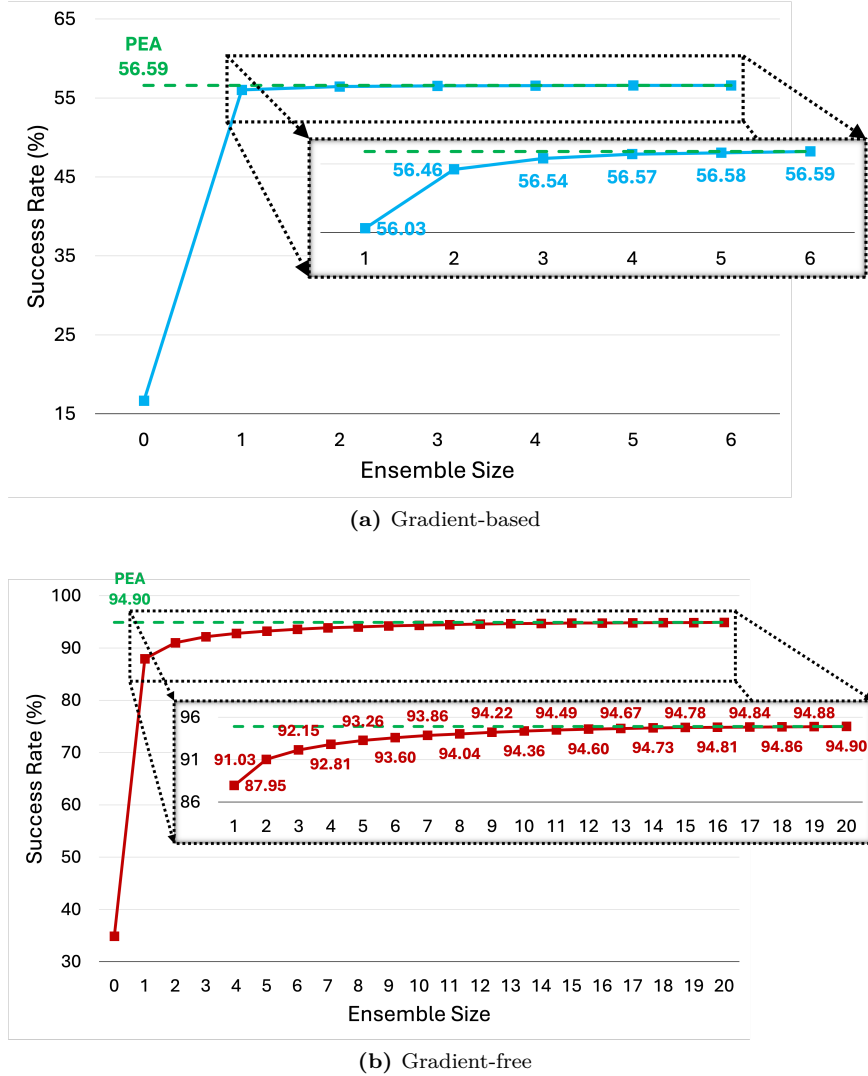 65
PEA
56.59
55
45
35
25
15
Success Rate (%)
56.03
56.46
56.54
56.57
56.58
56.59
1 2 3 4 5 6
0 1 2 3 4 5 6
Ensemble Size
(a) Gradient-based
PEA
94.90
100
90
80
70
60
50
40
30
Success Rate (%)
96
91
86
92.15 93.26 93.86 94.22 94.49 94.67 94.78 94.84 94.88
91.03
87.95 92.81 93.60 94.04 94.36 94.60 94.73 94.81 94.86 94.90
1 2 3 4 5 6 7 8 9 10 11 12 13 14 15 16 17 18 19 20
0 1 2 3 4 5 6 7 8 9 10 11 12 13 14 15 16 17 18 19 20
Ensemble Size
(b) Gradient-free